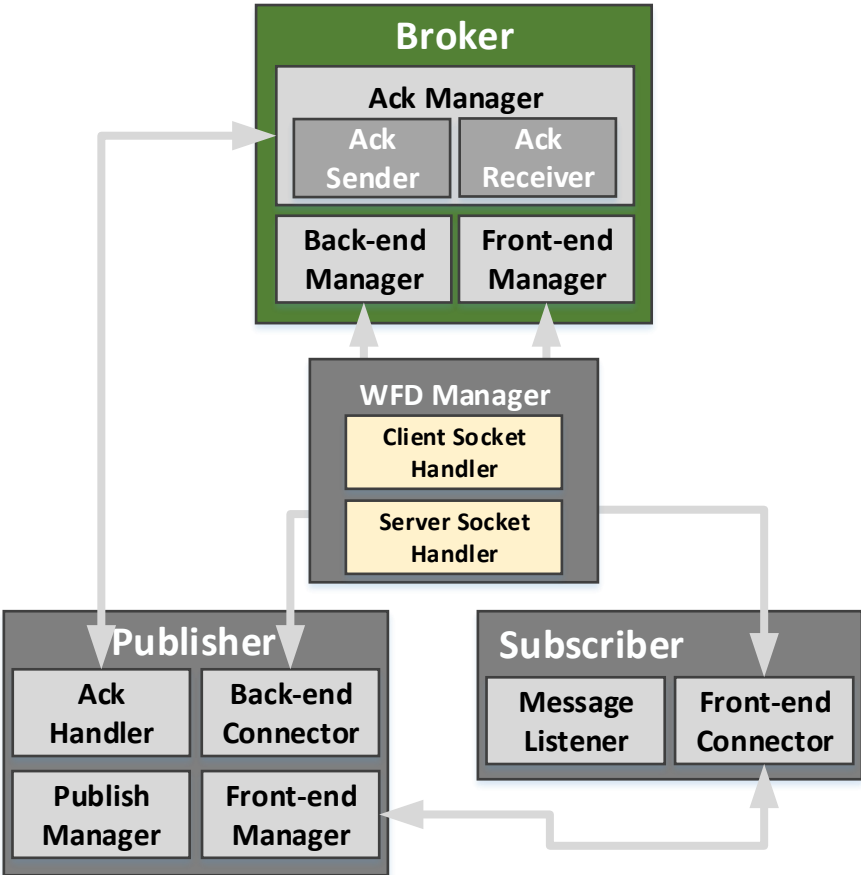 Broker
Ack Manager
Ack
Sender
Ack
Receiver
Back-end
Manager
Front-end
Manager
WFD Manager
Client Socket
Handler
Server Socket
Handler
Publisher
Ack
Handler
Back-end
Connector
Publish
Manager
Front-end
Manager
Subscriber
Message
Listener
Front-end
Connector